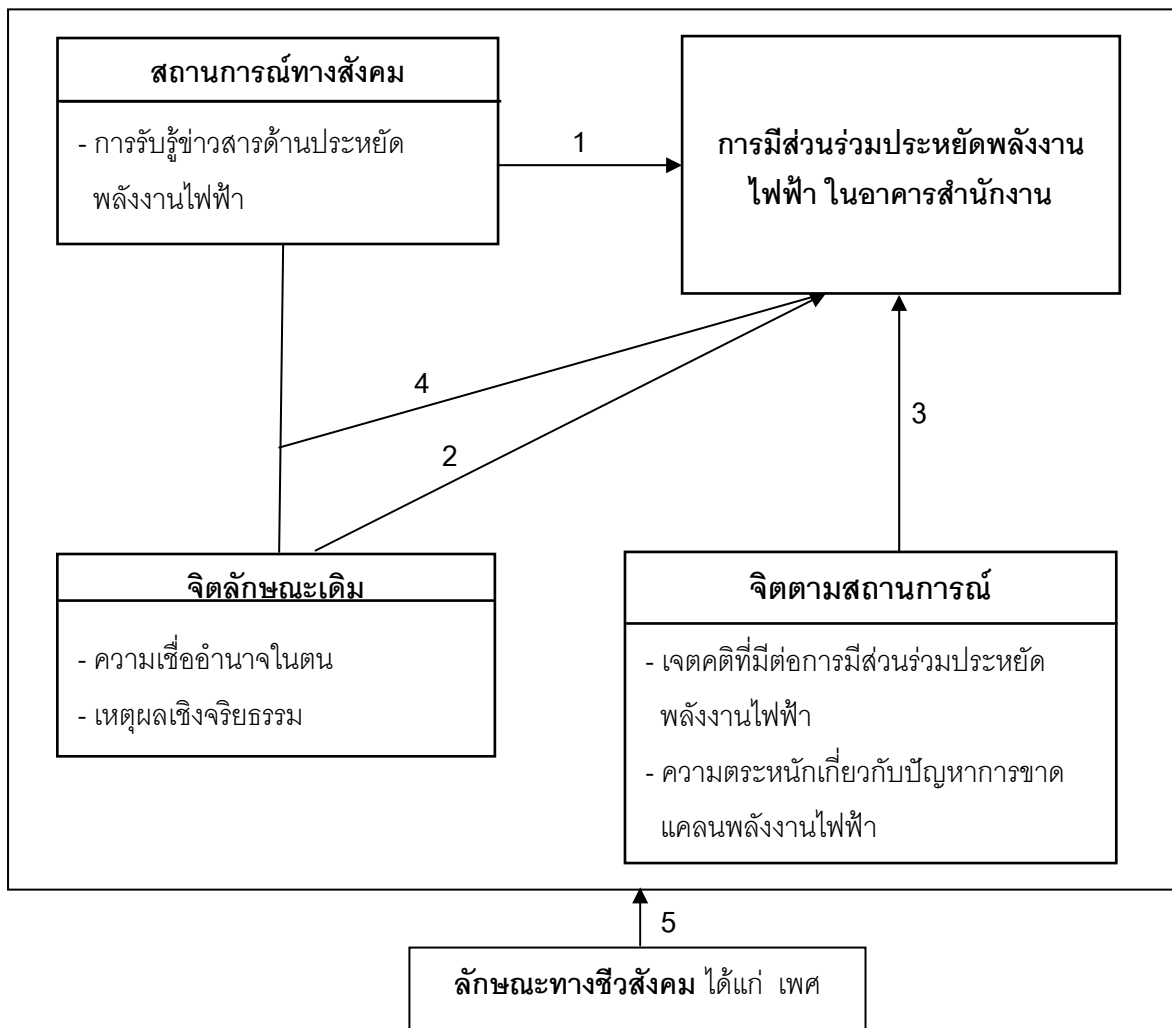 สถานการณ์ทางสังคม
- การรับรู้ข่าวสารด้านประหยัด
พลังงานไฟฟ้า
1
การมีส่วนร่วมประหยัดพลังงาน
ไฟฟ้า ในอาคารสำนักงาน
4
2
3
จิตลักษณะเดิม
- ความเชื่ออำนาจในตน
- เหตุผลเชิงจริยธรรม
จิตตามสถานการณ์
- เจตคติที่มีต่อการมีส่วนร่วมประหยัด
พลังงานไฟฟ้า
- ความตระหนักเกี่ยวกับปัญหาการขาด
แคลนพลังงานไฟฟ้า
5
ลักษณะทางชีวสังคม ได้แก่ เพศ